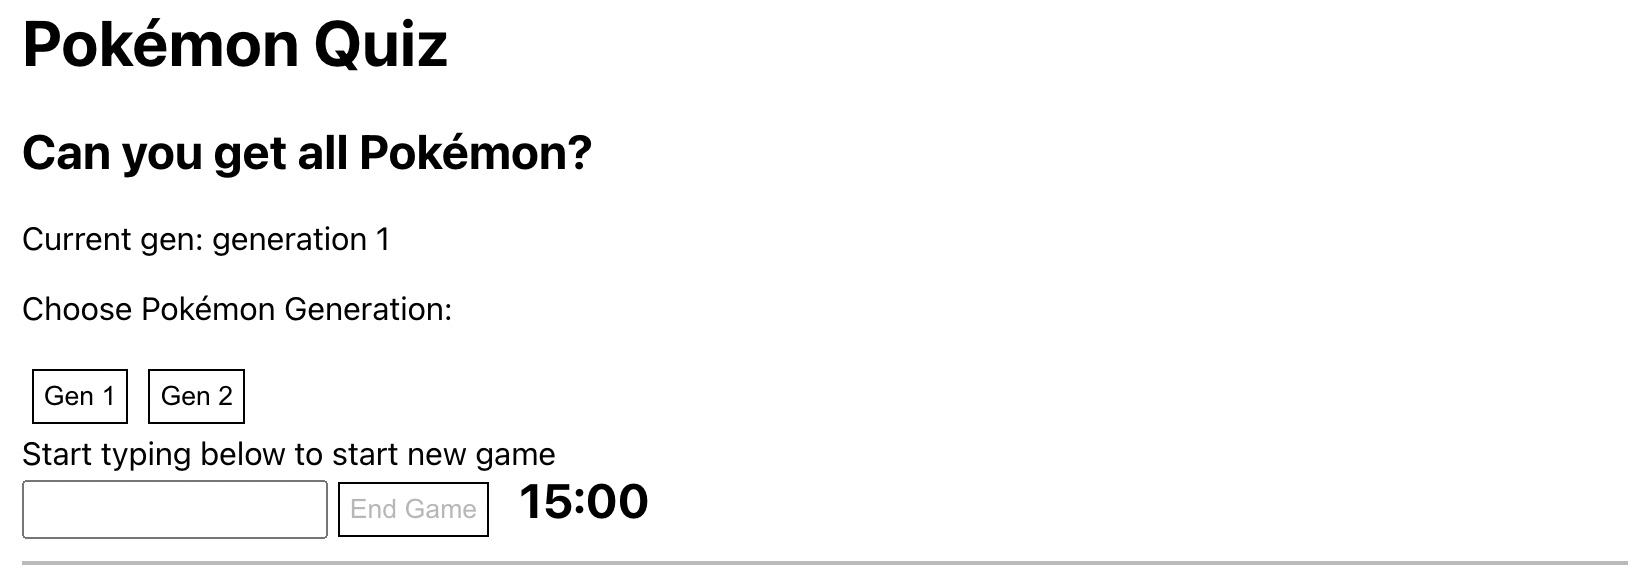 Pokémon Quiz
Can you get all Pokémon?
Current gen: generation 1
Choose Pokémon Generation:
Gen 1 Gen 2
Start typing below to start new game
End Game 15:00